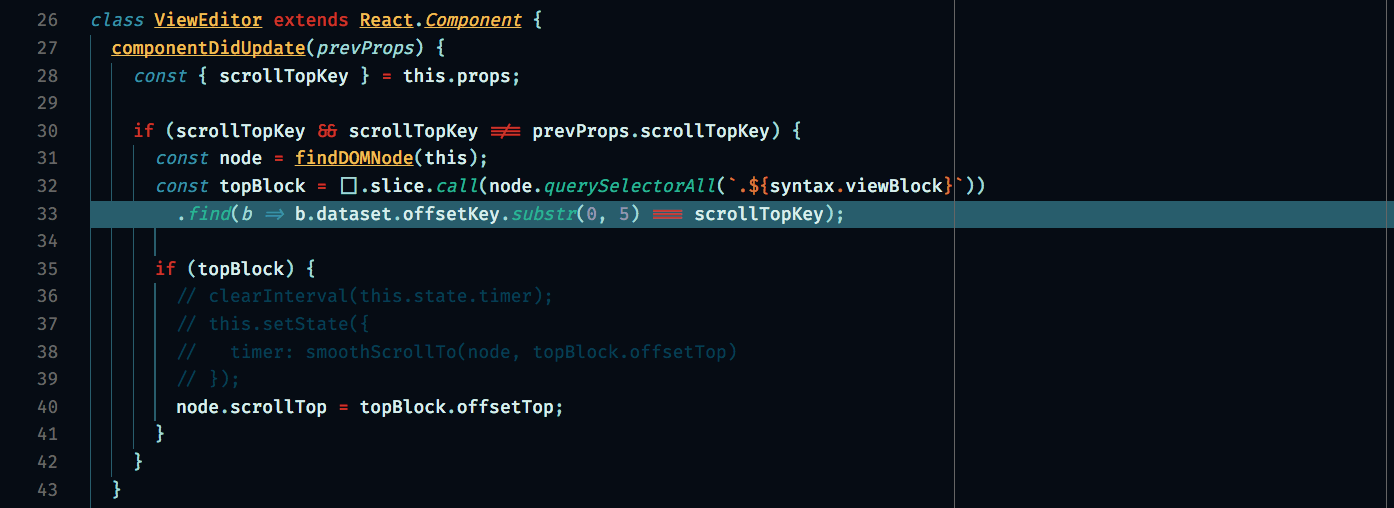 26 class ViewEditor extends React.Component {
27   componentDidUpdate(prevProps) {
28     const { scrollTopKey } = this.props;
29
30     if (scrollTopKey && scrollTopKey !== prevProps.scrollTopKey) {
31       const node = findDOMNode(this);
32       const topBlock = [].slice.call(node.querySelectorAll(`.${syntax.viewBlock}`))
33         .find(b => b.dataset.offsetKey.substr(0, 5) === scrollTopKey);
34
35       if (topBlock) {
36         // clearInterval(this.state.timer);
37         // this.setState({
38         //   timer: smoothScrollTo(node, topBlock.offsetTop)
39         // });
40         node.scrollTop = topBlock.offsetTop;
41       }
42     }
43   }